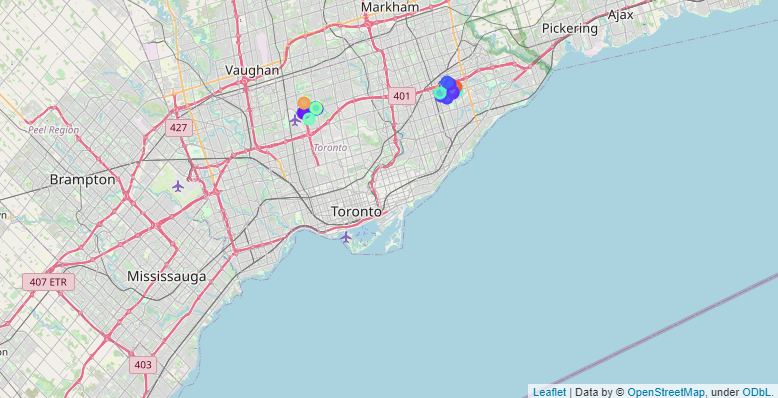 Markham
Ajax
Pickering
Vaughan
401
427
Peel Region
Toronto
Brampton
Toronto
Mississauga
407 ETR
on
403
Leaflet | Data by © OpenStreetMap, under ODbL.